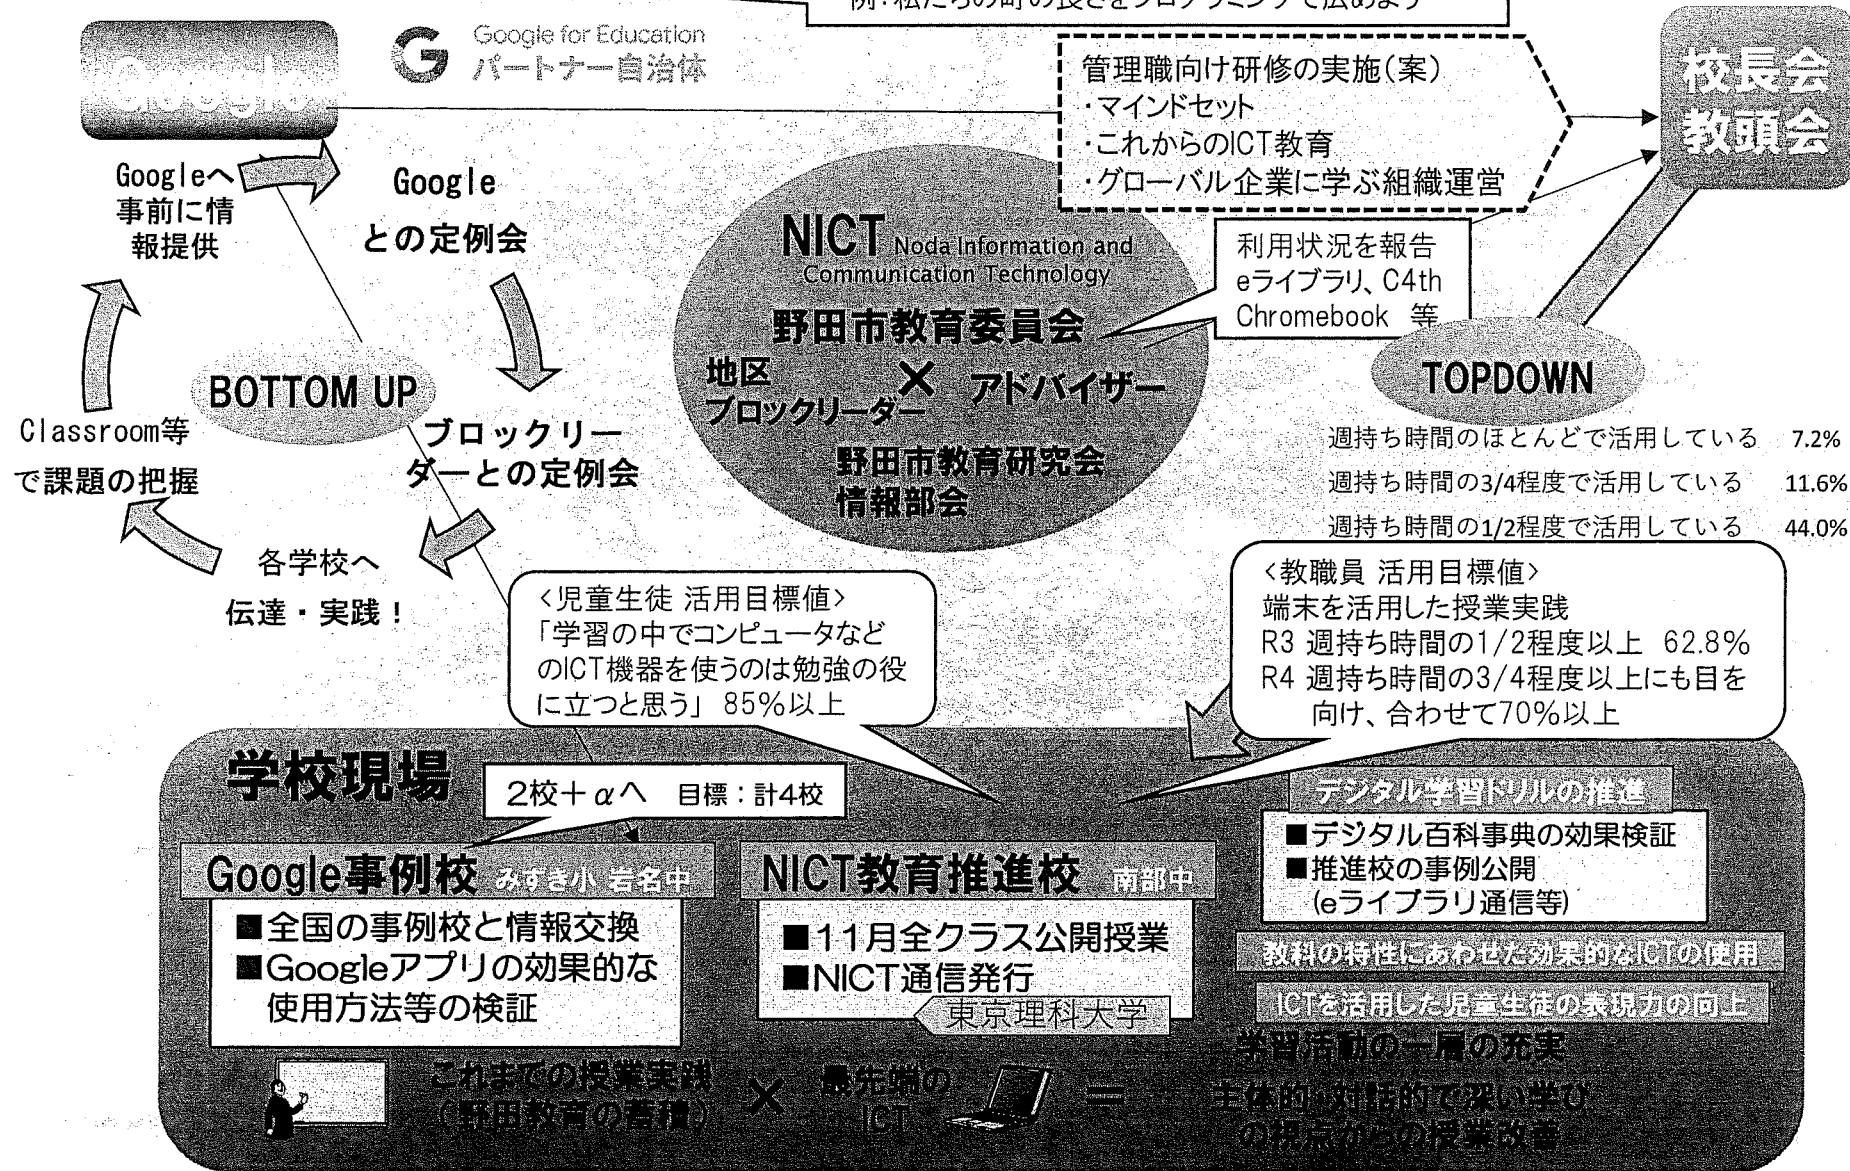 例：私たちの町の良さをプログラミングで広めよう
Google
Google for Education
パートナー自治体
管理職向け研修の実施（案）
・マインドセット
・これからのICT教育
・グローバル企業に学ぶ組織運営
校長会
教頭会
Googleへ
事前に情
報提供
Google
との定例会
NICT Noda Information and
Communication Technology
野田市教育委員会
地区
ブロックリーダー
×
アドバイザー
野田市教育研究会
情報部会
利用状況を報告
eライブラリ、C4th
Chromebook 等
BOTTOM UP
TOPDOWN
Classroom等
で課題の把握
ブロックリー
ダーとの定例会
各学校へ
伝達・実践！
週持ち時間のほとんどで活用している 7.2%
週持ち時間の3/4程度で活用している 11.6%
週持ち時間の1/2程度で活用している 44.0%
＜児童生徒 活用目標値＞
「学習の中でコンピュータなど
のICT機器を使うのは勉強の役
に立つと思う」 85%以上
＜教職員 活用目標値＞
端末を活用した授業実践
R3 週持ち時間の1/2程度以上 62.8%
R4 週持ち時間の3/4程度以上にも目を
向け、合わせて70%以上
学校現場
2校＋αへ 目標：計4校
Google事例校 みずき小 岩名中
■全国の事例校と情報交換
■Googleアプリの効果的な
使用方法等の検証
NICT教育推進校 南部中
■11月全クラス公開授業
■NICT通信発行
東京理科大学
デジタル学習ドリルの推進
■デジタル百科事典の効果検証
■推進校の事例公開
（eライブラリ通信等）
教科の特性にあわせた効果的なICTの使用
ICTを活用した児童生徒の表現力の向上
これまでの授業実践
（野田教育の蓄積）
×
最先端の
ICT
＝
学習活動の一層の充実
主体的・対話的で深い学び
の視点からの授業改善